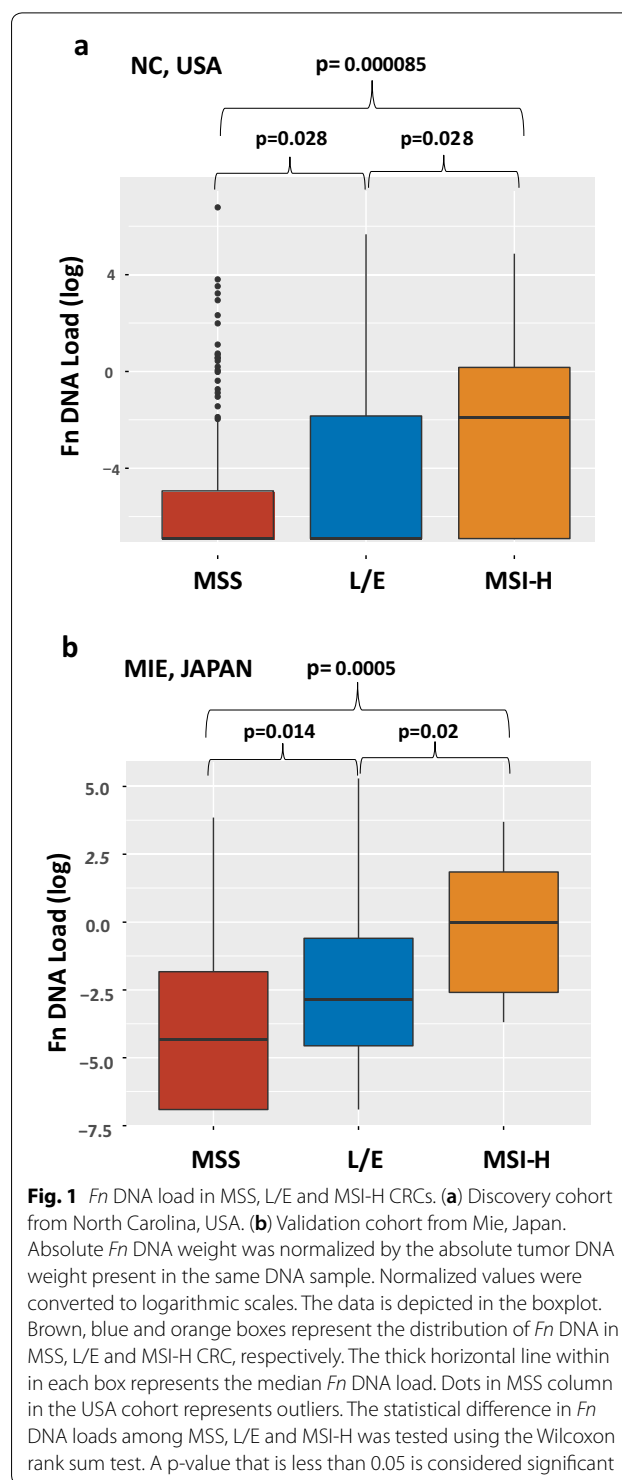 a
NC, USA
p= 0.000085
p=0.028
p=0.028
Fn DNA Load (log)
4
0
−4
MSS
L/E
MSI-H
b
MIE, JAPAN
p= 0.0005
p=0.014
p=0.02
Fn DNA Load (log)
5.0
2.5
0.0
−2.5
−5.0
−7.5
MSS
L/E
MSI-H
Fig. 1 Fn DNA load in MSS, L/E and MSI-H CRCs. (a) Discovery cohort
from North Carolina, USA. (b) Validation cohort from Mie, Japan.
Absolute Fn DNA weight was normalized by the absolute tumor DNA
weight present in the same DNA sample. Normalized values were
converted to logarithmic scales. The data is depicted in the boxplot.
Brown, blue and orange boxes represent the distribution of Fn DNA in
MSS, L/E and MSI-H CRC, respectively. The thick horizontal line within
in each box represents the median Fn DNA load. Dots in MSS column
in the USA cohort represents outliers. The statistical difference in Fn
DNA loads among MSS, L/E and MSI-H was tested using the Wilcoxon
rank sum test. A p-value that is less than 0.05 is considered significant